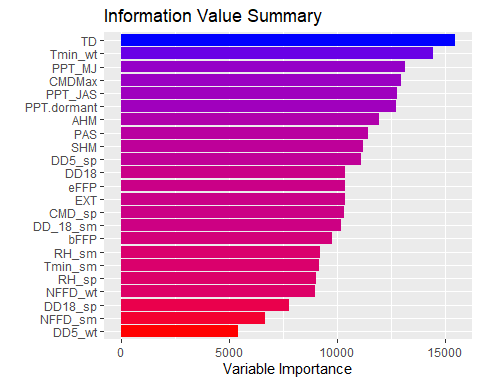 Information Value Summary
TD
Tmin_wt
PPT_MJ
CMDMax
PPT_JAS
PPT.dormant
AHM
PAS
SHM
DD5_sp
DD18
eFFP
EXT
CMD_sp
DD_18_sm
bFFP
RH_sm
Tmin_sm
RH_sp
NFFD_wt
DD18_sp
NFFD_sm
DD5_wt
0 5000 10000 15000
Variable Importance